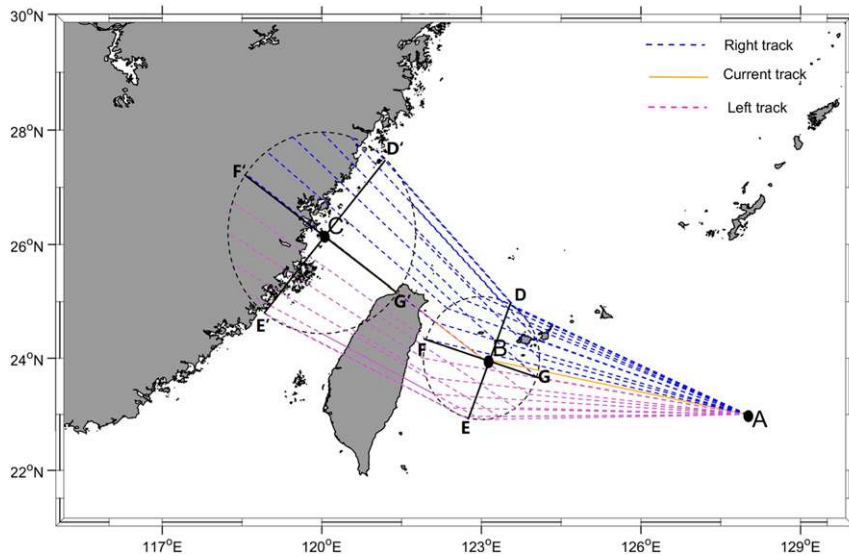 30°N
Right track
Current track
Left track
28°N
D'
F'
C
26°N
G'
D
E'
B
24°N
F
G
A
E
22°N
117°E
120°E
123°E
126°E
129°E